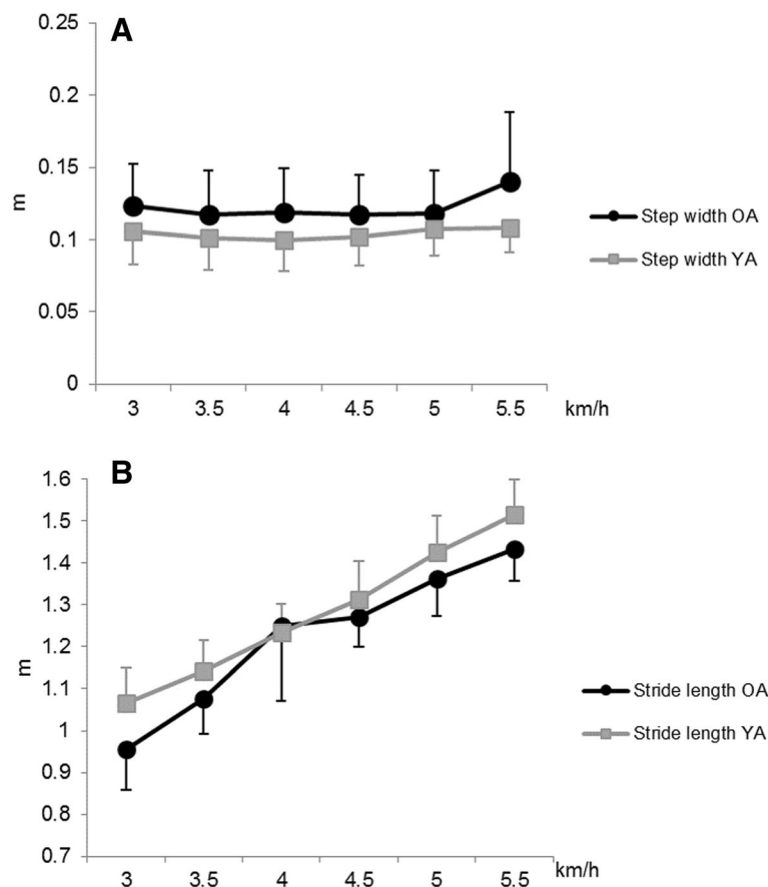 A
0.25
0.2
0.15
0.1
0.05
0
m
3 3.5 4 4.5 5 5.5 km/h
Step width OA
Step width YA
B
1.6
1.5
1.4
1.3
1.2
1.1
1
0.9
0.8
0.7
m
3 3.5 4 4.5 5 5.5 km/h
Stride length OA
Stride length YA